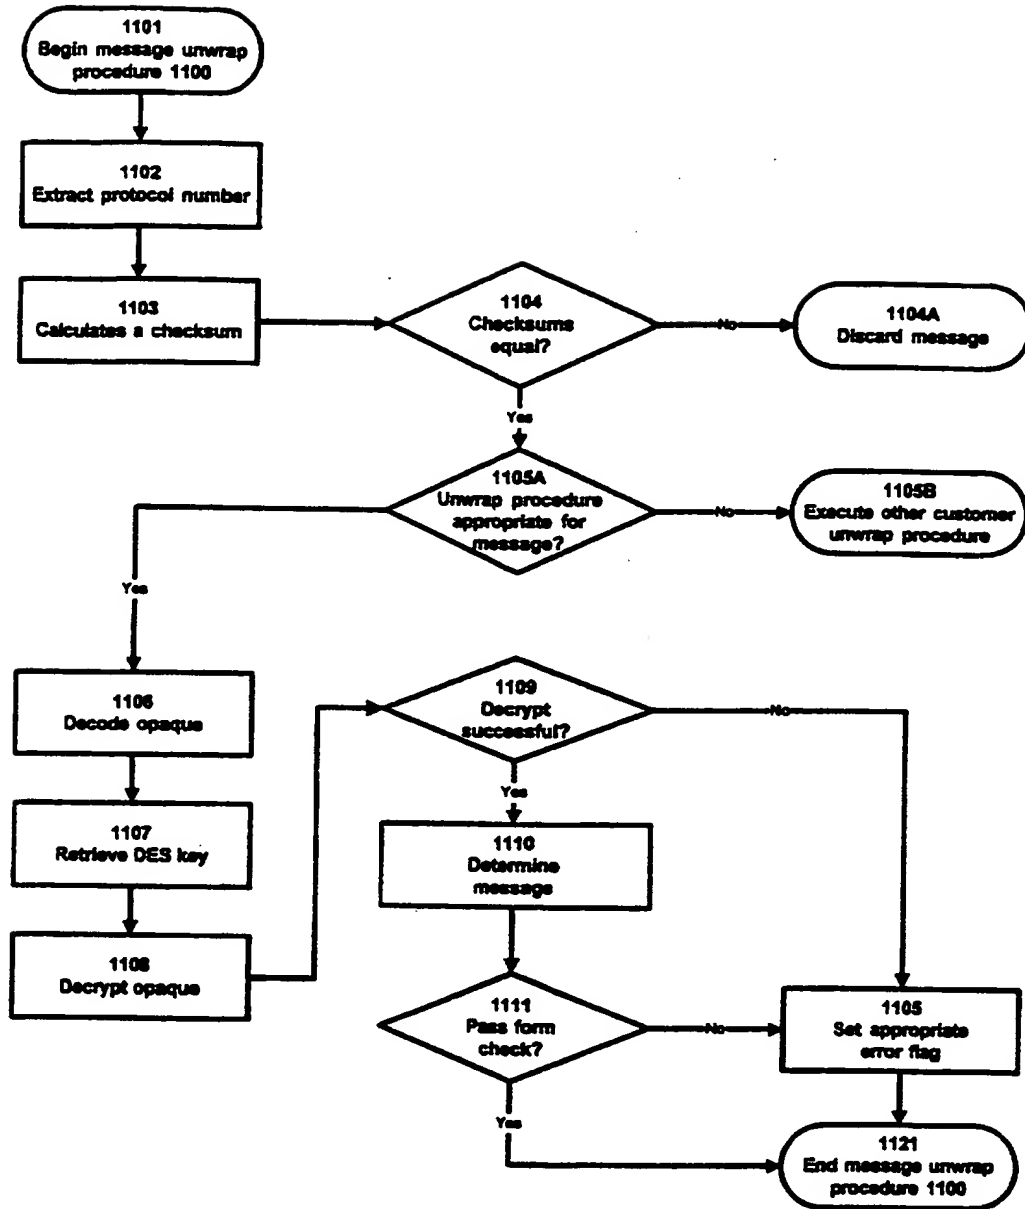 1101
Begin message unwrap
procedure 1100
1102
Extract protocol number
1103
Calculates a checksum
1104
Checksums
equal?
No
1104A
Discard message
Yes
1105A
Unwrap procedure
appropriate for
message?
No
1105B
Execute other customer
unwrap procedure
Yes
1106
Decode opaque
1107
Retrieve DES key
1108
Decrypt opaque
1109
Decrypt
successful?
No
Yes
1110
Determine
message
1111
Pass form
check?
No
1105
Set appropriate
error flag
Yes
1121
End message unwrap
procedure 1100